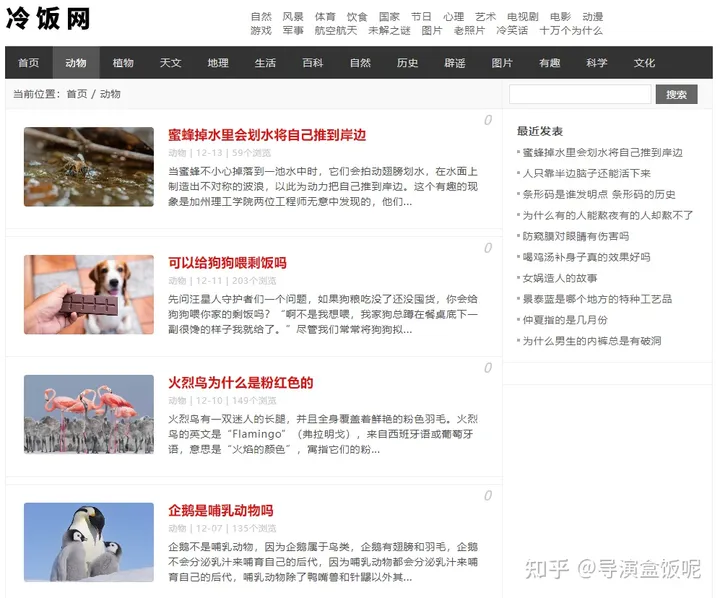 冷饭网
自然 风景 体育 饮食 国家 节日 心理 艺术 电视剧 电影 动漫
游戏 军事 航空航天 未解之谜 图片 老照片 冷笑话 十万个为什么
首页 动物 植物 天文 地理 生活 百科 自然 历史 辟谣 图片 有趣 科学 文化
当前位置：首页 / 动物
搜索
0
蜜蜂掉水里会划水将自己推到岸边
动物 | 12-13 | 59个浏览
当蜜蜂不小心掉落到一池水中时，它们会拍动翅膀划水，在水面上
制造出不对称的波浪，以此为动力把自己推到岸边。这个有趣的现
象是加州理工学院两位工程师无意中发现的，他们...
0
可以给狗狗喂剩饭吗
动物 | 12-11 | 203个浏览
先问汪星人守护者们一个问题，如果狗粮吃没了还没囤货，你会给
狗狗喂你家的剩饭吗？“啊不是我想喂，我家狗总蹲在餐桌底下一
副很馋的样子我就给了。”尽管我们常常将狗狗拟...
0
火烈鸟为什么是粉红色的
动物 | 12-10 | 149个浏览
火烈鸟有一双迷人的长腿，并且全身覆盖着鲜艳的粉色羽毛。火烈
鸟的英文是“Flamingo”（弗拉明戈），来自西班牙语或葡萄牙
语，意思是“火焰的颜色”，寓指它们的粉...
0
企鹅是哺乳动物吗
动物 | 12-07 | 135个浏览
企鹅不是哺乳动物，因为企鹅属于鸟类，企鹅有翅膀和羽毛，企鹅
不会分泌乳汁来哺育自己的后代，因为哺乳动物都会分泌乳汁来哺
育自己的后代，哺乳动物除了鸭嘴兽和针鼹以外其...
最近发表
蜜蜂掉水里会划水将自己推到岸边
人只靠半边脑子还能活下来
条形码是谁发明点 条形码的历史
为什么有的人能熬夜有的人却熬不了
防窥膜对眼睛有伤害吗
喝鸡汤补身子真的效果好吗
女娲造人的故事
景泰蓝是哪个地方的特种工艺品
仲夏指的是几月份
为什么男生的内裤总是有破洞
知乎 @导演盒饭呢